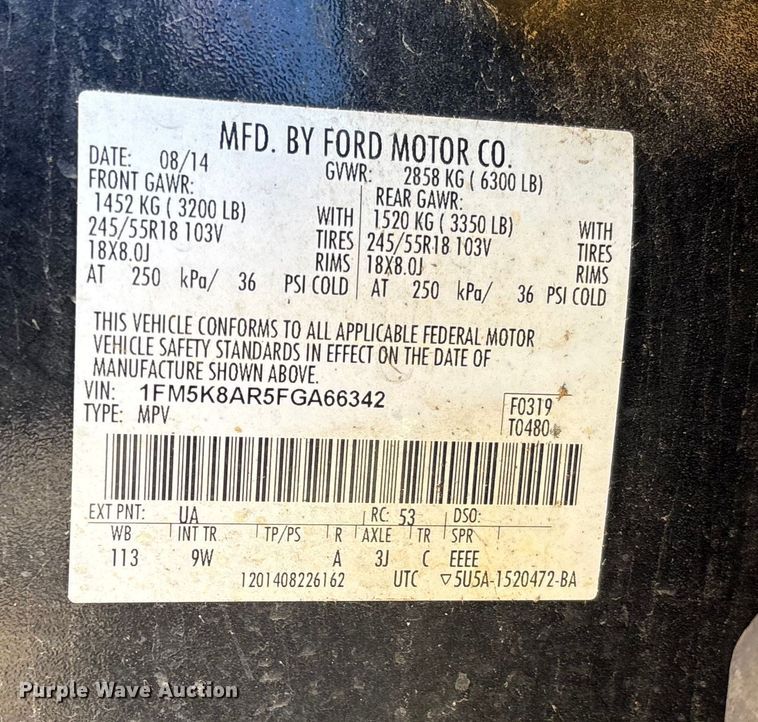 MFD. BY FORD MOTOR CO.
DATE: 08/14 GVWR: 2858 KG ( 6300 LB)
FRONT GAWR: REAR GAWR:
1452 KG ( 3200 LB) WITH 1520 KG ( 3350 LB) WITH
245/55R18 103V TIRES 245/55R18 103V TIRES
18X8.0J RIMS 18X8.0J RIMS
AT 250 kPa/ 36 PSI COLD AT 250 kPa/ 36 PSI COLD
THIS VEHICLE CONFORMS TO ALL APPLICABLE FEDERAL MOTOR
VEHICLE SAFETY STANDARDS IN EFFECT ON THE DATE OF
MANUFACTURE SHOWN ABOVE.
VIN: 1FM5K8AR5FGA66342 F0319
TYPE: MPV T0480
EXT PNT: UA RC: 53 DSO:
WB INT TR TP/PS R AXLE TR SPR
113 9W A 3J C EEEE
1201408226162 UTC ▽5U5A-1520472-BA
Purple Wave Auction